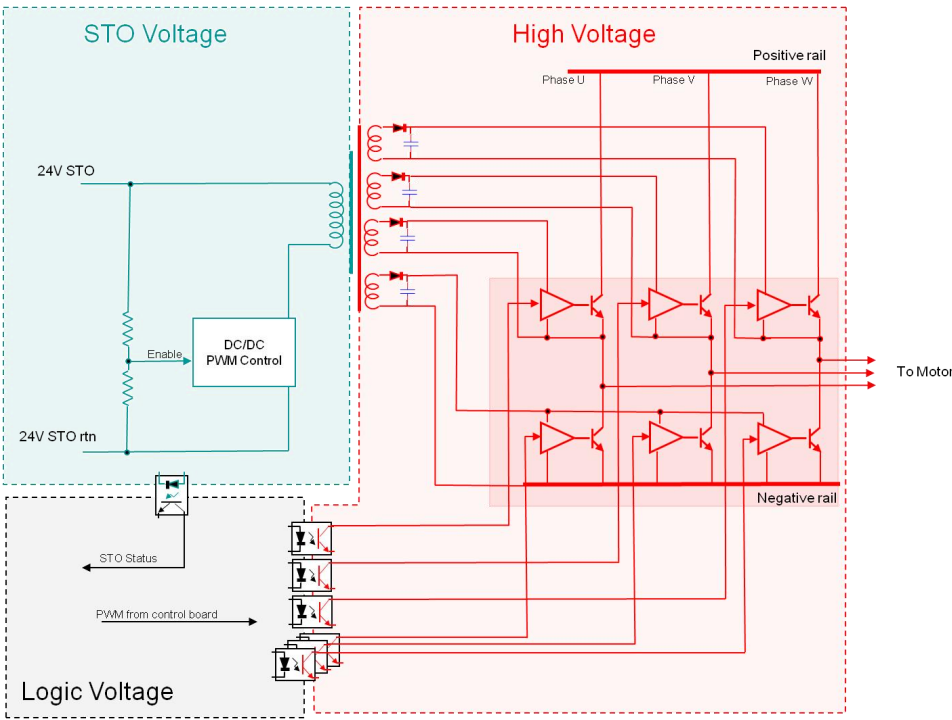 STO Voltage
High Voltage
Positive rail
Phase U
Phase V
Phase W
24V STO
DC/DC
PWM Control
Enable
To Motor
24V STO rtn
Negative rail
STO Status
PWM from control board
Logic Voltage